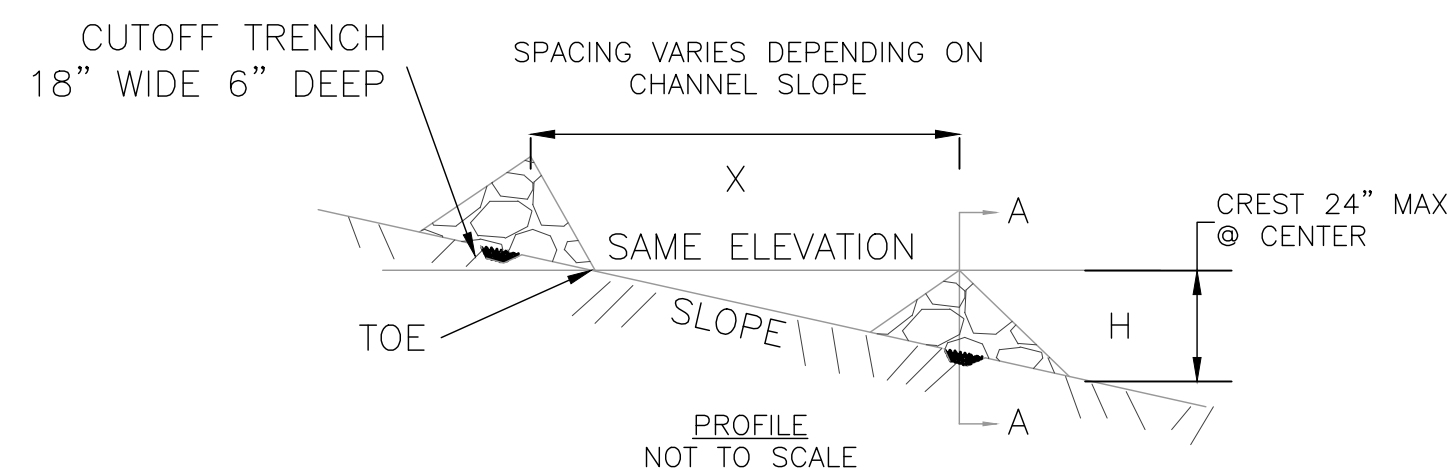 CUTOFF TRENCH
18” WIDE 6” DEEP
SPACING VARIES DEPENDING ON
CHANNEL SLOPE
X
A
CREST 24” MAX
@ CENTER
SAME ELEVATION
TOE
SLOPE
H
A
PROFILE
NOT TO SCALE